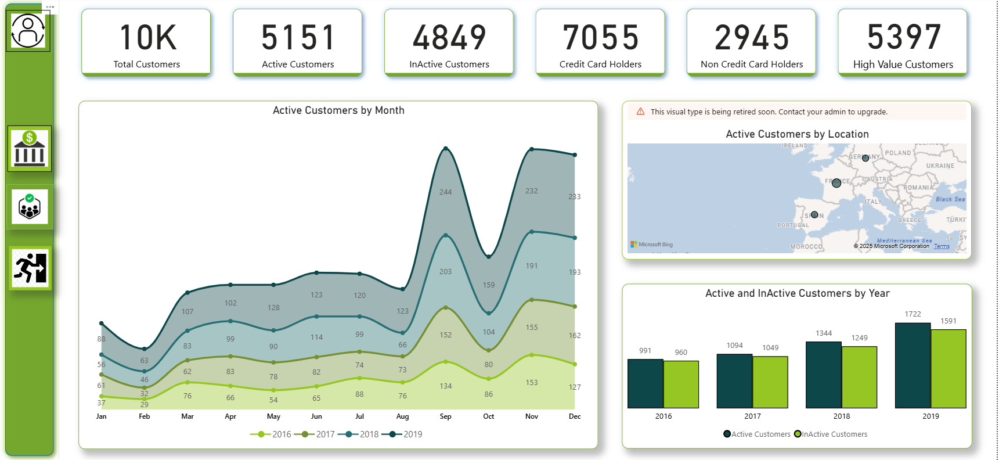 10K
Total Customers
5151
Active Customers
4849
InActive Customers
7055
Credit Card Holders
2945
Non Credit Card Holders
5397
High Value Customers
Active Customers by Month
244
232
233
203
191
193
159
107
102
128
123
120
123
88
63
83
99
90
114
99
66
152
104
155
162
56
46
61
32
62
83
78
82
74
73
80
37
29
76
66
54
65
88
76
134
86
153
127
Jan Feb Mar Apr May Jun Jul Aug Sep Oct Nov Dec
2016 2017 2018 2019
This visual type is being retired soon. Contact your admin to upgrade.
Active Customers by Location
IRELAND
GERMANY
POLAND
UKRAINE
FRANCE
AUSTRIA
ROMANIA
ITALY
Black Sea
SPAIN
PORTUGAL
GREECE
Mediterranean Sea
MOROCCO
Microsoft Bing
© 2025 Microsoft Corporation Terms
Active and InActive Customers by Year
991 960 1094 1049 1344 1249 1722 1591
2016 2017 2018 2019
Active Customers InActive Customers
$